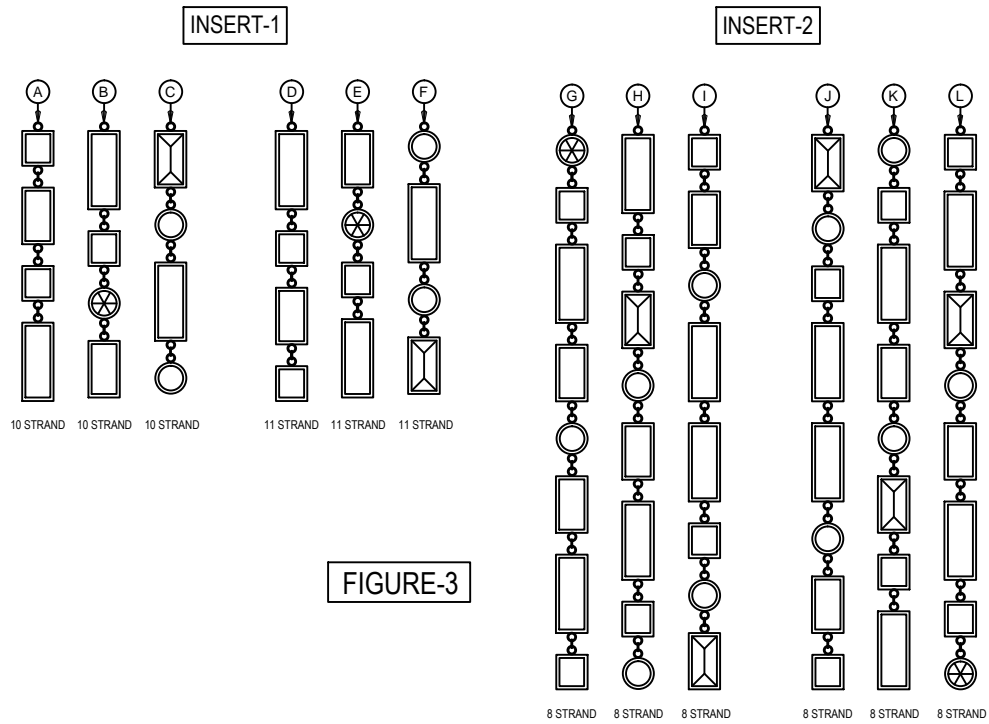 INSERT-1
INSERT-2
A B C D E F
G H I J K L
10 STRAND 10 STRAND 10 STRAND 11 STRAND 11 STRAND 11 STRAND
FIGURE-3
8 STRAND 8 STRAND 8 STRAND 8 STRAND 8 STRAND 8 STRAND